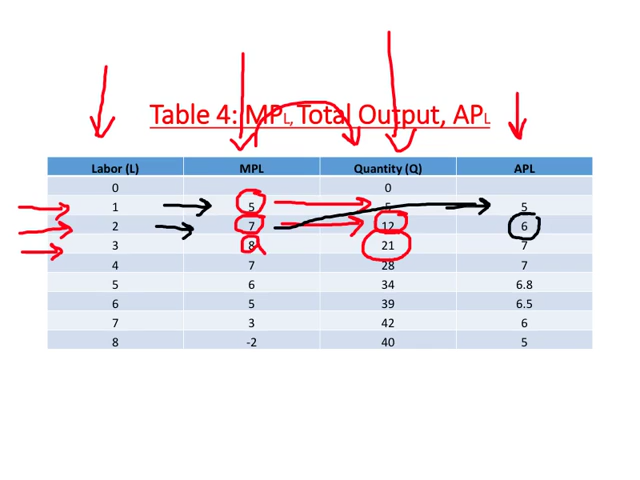 Table 4: MPL, Total Output, APL
Labor (L) MPL Quantity (Q) APL
0 0
1 5 5 5
2 7 12 6
3 8 21 7
4 7 28 7
5 6 34 6.8
6 5 39 6.5
7 3 42 6
8 -2 40 5